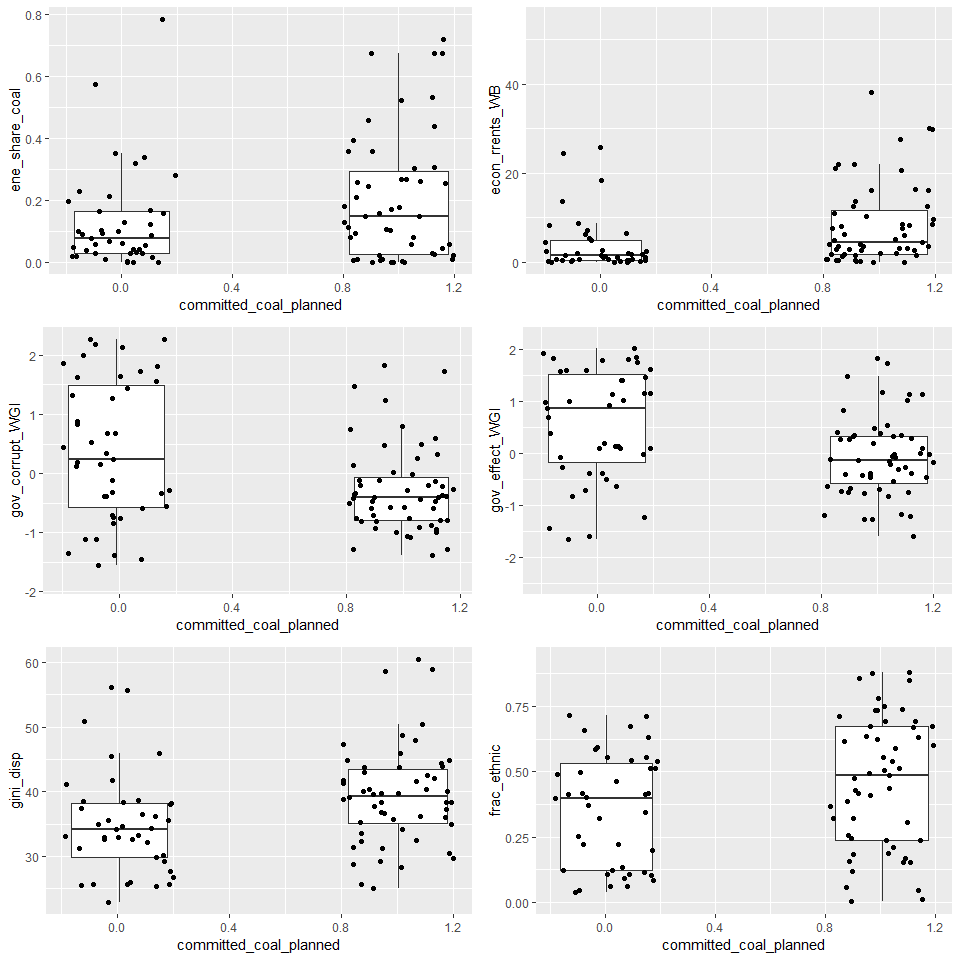 ene_share_coal
0.8
0.6
0.4
0.2
0.0
0.0 0.4 0.8 1.2
committed_coal_planned
econ_rrents_WB
40
20
0
0.0 0.4 0.8 1.2
committed_coal_planned
gov_corrupt_WGI
2
1
0
-1
-2
0.0 0.4 0.8 1.2
committed_coal_planned
gov_effect_WGI
2
1
0
-1
-2
0.0 0.4 0.8 1.2
committed_coal_planned
gini_disp
60
50
40
30
0.0 0.4 0.8 1.2
committed_coal_planned
frac_ethnic
0.75
0.50
0.25
0.00
0.0 0.4 0.8 1.2
committed_coal_planned